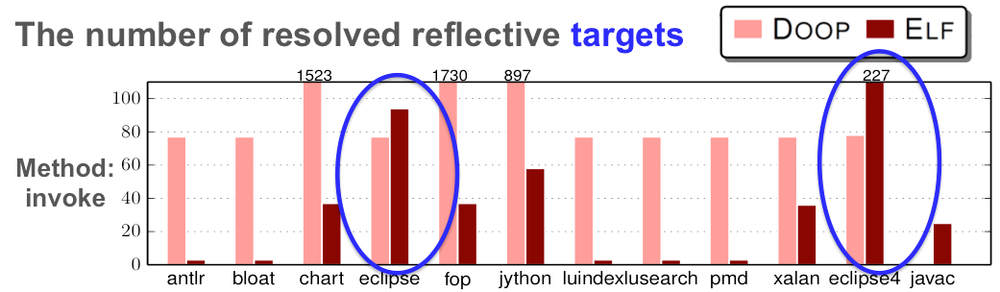 The number of resolved reflective targets
DOOP ELF
1523 1730 897 227
100
80
60
40
20
0
Method:
invoke
antlr bloat chart eclipse fop jython luindex lusearch pmd xalan eclipse4 javac